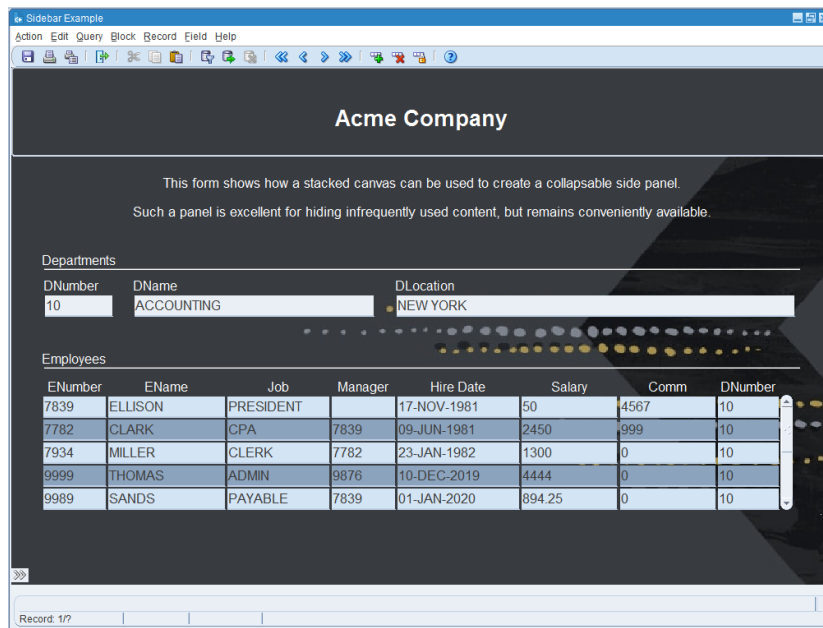 Sidebar Example
Action Edit Query Block Record Field Help
Acme Company
This form shows how a stacked canvas can be used to create a collapsable side panel.
Such a panel is excellent for hiding infrequently used content, but remains conveniently available.
Departments
DNumber DName DLocation
10 ACCOUNTING NEW YORK
Employees
ENumber EName Job Manager Hire Date Salary Comm DNumber
7839 ELLISON PRESIDENT 17-NOV-1981 50 4567 10
7782 CLARK CPA 7839 09-JUN-1981 2450 999 10
7934 MILLER CLERK 7782 23-JAN-1982 1300 0 10
9999 THOMAS ADMIN 9876 10-DEC-2019 4444 0 10
9989 SANDS PAYABLE 7839 01-JAN-2020 894.25 0 10
Record: 1/?